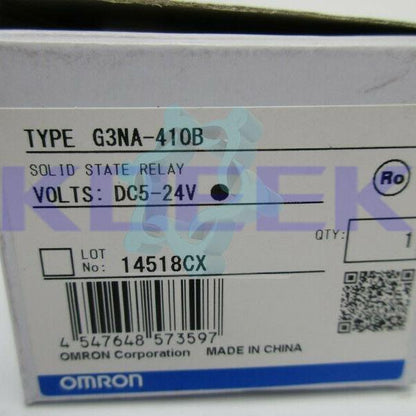 TYPE G3NA-410B
SOLID STATE RELAY
VOLTS: DC5-24V
Ro
KOEEK
QTY: 1
LOT No: 14518CX
4 547648 573597
OMRON Corporation MADE IN CHINA
OMRON